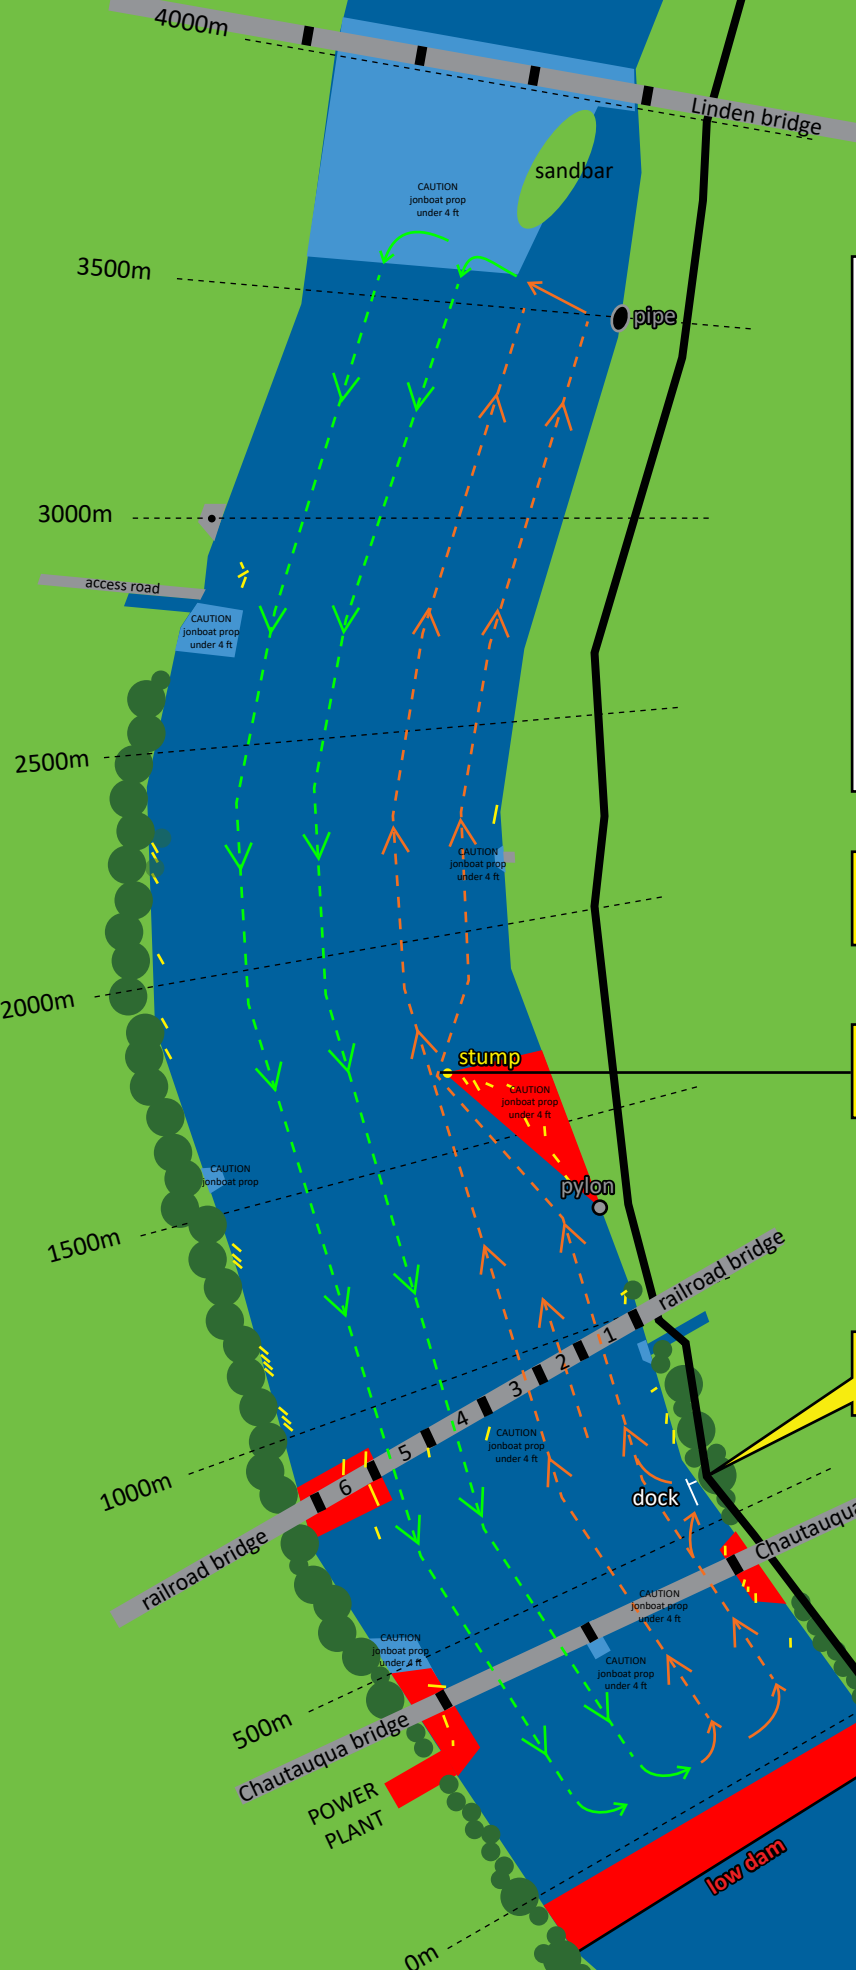 4000m
Linden bridge
sandbar
CAUTION
jonboat prop
under 4 ft
3500m
pipe
3000m
access road
CAUTION
jonboat prop
under 4 ft
2500m
CAUTION
jonboat prop
under 4 ft
2000m
stump
CAUTION
jonboat prop
under 4 ft
CAUTION
jonboat prop
pylon
1500m
railroad bridge
1
2
3
4
5
6
CAUTION
jonboat prop
under 4 ft
1000m
dock
railroad bridge
Chautauqua
CAUTION
jonboat prop
under 4 ft
CAUTION
jonboat prop
under 4 ft
CAUTION
jonboat prop
under 4 ft
500m
Chautauqua bridge
POWER
PLANT
low dam
0m